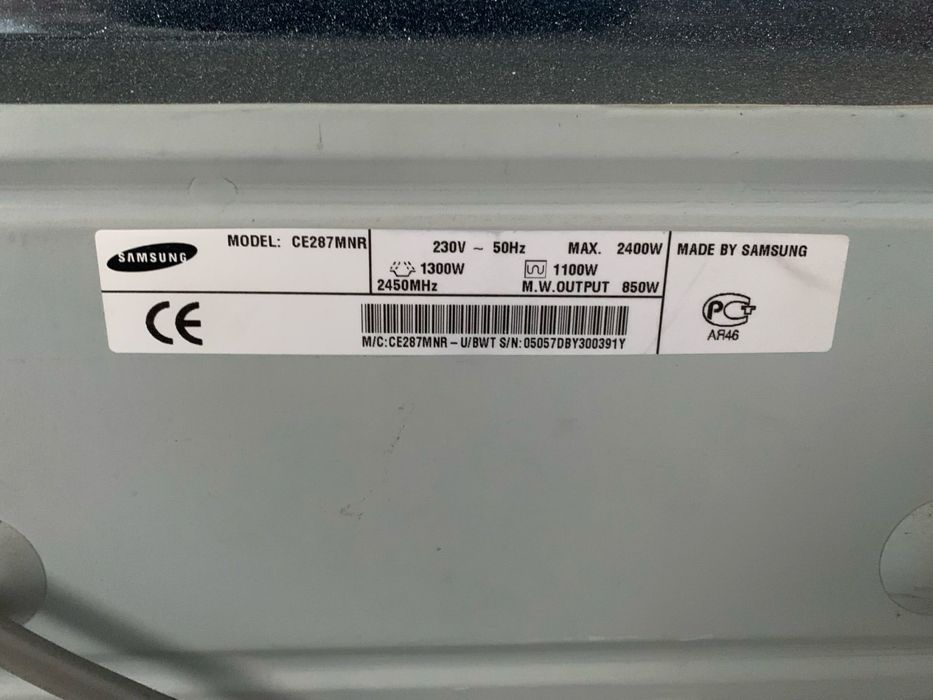 SAMSUNG
MODEL: CE287MNR
230V ~ 50Hz MAX. 2400W
1300W 1100W
2450MHz M.W.OUTPUT 850W
MADE BY SAMSUNG
CE
M/C:CE287MNR-U/BWT S/N:05057DBY300391Y
РСТ
АЯ46